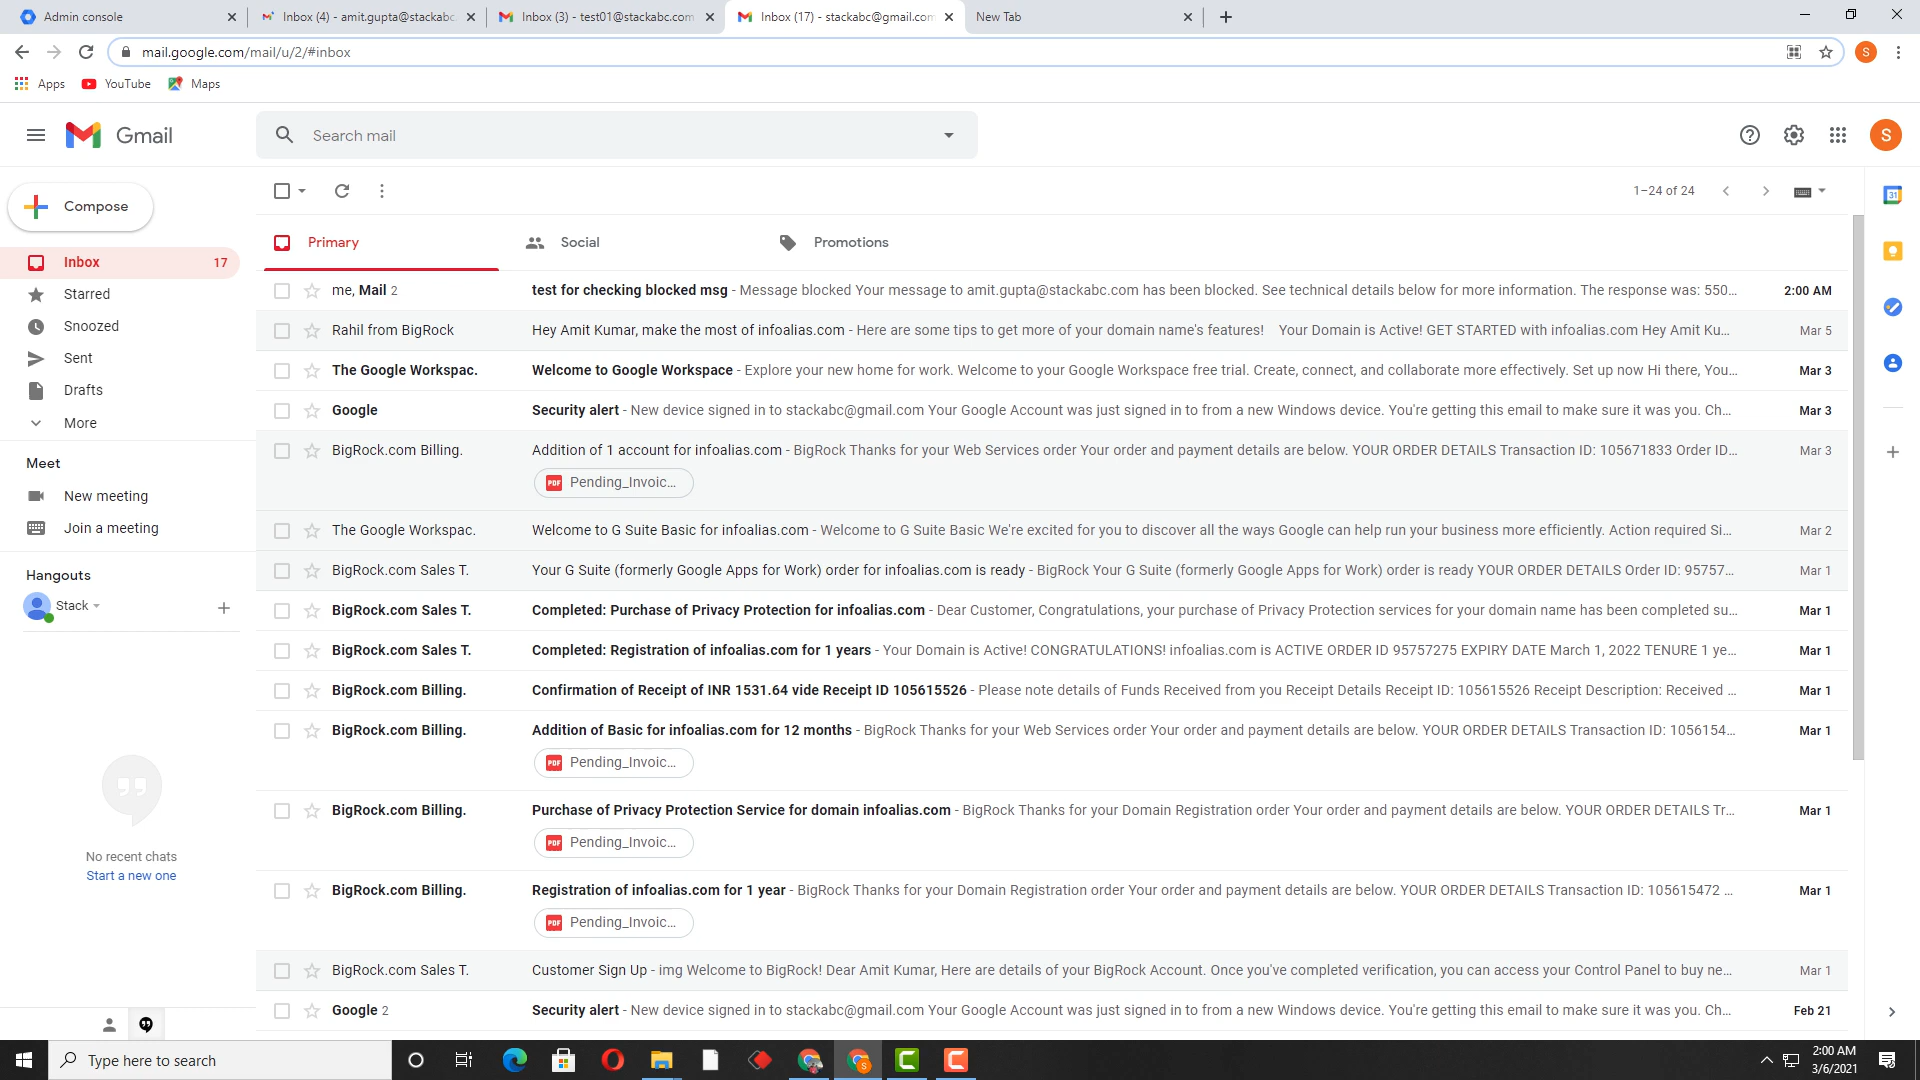 Admin console
Inbox (4) - amit.gupta@stackabc.
Inbox (3) - test01@stackabc.com
Inbox (17) - stackabc@gmail.com
New Tab
mail.google.com/mail/u/2/#inbox
S
Apps
YouTube
Maps
Gmail
Search mail
S
Compose
1–24 of 24
31
Primary
Social
Promotions
Inbox 17
Starred
Snoozed
Sent
Drafts
More
Meet
New meeting
Join a meeting
Hangouts
Stack
No recent chats
Start a new one
me, Mail 2 test for checking blocked msg - Message blocked Your message to amit.gupta@stackabc.com has been blocked. See technical details below for more information. The response was: 550... 2:00 AM
Rahil from BigRock Hey Amit Kumar, make the most of infoalias.com - Here are some tips to get more of your domain name's features! Your Domain is Active! GET STARTED with infoalias.com Hey Amit Ku... Mar 5
The Google Workspac. Welcome to Google Workspace - Explore your new home for work. Welcome to your Google Workspace free trial. Create, connect, and collaborate more effectively. Set up now Hi there, You... Mar 3
Google Security alert - New device signed in to stackabc@gmail.com Your Google Account was just signed in to from a new Windows device. You're getting this email to make sure it was you. Ch... Mar 3
BigRock.com Billing. Addition of 1 account for infoalias.com - BigRock Thanks for your Web Services order Your order and payment details are below. YOUR ORDER DETAILS Transaction ID: 105671833 Order ID... Mar 3
PDF Pending_Invoic...
The Google Workspac. Welcome to G Suite Basic for infoalias.com - Welcome to G Suite Basic We're excited for you to discover all the ways Google can help run your business more efficiently. Action required Si... Mar 2
BigRock.com Sales T. Your G Suite (formerly Google Apps for Work) order for infoalias.com is ready - BigRock Your G Suite (formerly Google Apps for Work) order is ready YOUR ORDER DETAILS Order ID: 95757... Mar 1
BigRock.com Sales T. Completed: Purchase of Privacy Protection for infoalias.com - Dear Customer, Congratulations, your purchase of Privacy Protection services for your domain name has been completed su... Mar 1
BigRock.com Sales T. Completed: Registration of infoalias.com for 1 years - Your Domain is Active! CONGRATULATIONS! infoalias.com is ACTIVE ORDER ID 95757275 EXPIRY DATE March 1, 2022 TENURE 1 ye... Mar 1
BigRock.com Billing. Confirmation of Receipt of INR 1531.64 vide Receipt ID 105615526 - Please note details of Funds Received from you Receipt Details Receipt ID: 105615526 Receipt Description: Received ... Mar 1
BigRock.com Billing. Addition of Basic for infoalias.com for 12 months - BigRock Thanks for your Web Services order Your order and payment details are below. YOUR ORDER DETAILS Transaction ID: 1056154... Mar 1
PDF Pending_Invoic...
BigRock.com Billing. Purchase of Privacy Protection Service for domain infoalias.com - BigRock Thanks for your Domain Registration order Your order and payment details are below. YOUR ORDER DETAILS Tr... Mar 1
PDF Pending_Invoic...
BigRock.com Billing. Registration of infoalias.com for 1 year - BigRock Thanks for your Domain Registration order Your order and payment details are below. YOUR ORDER DETAILS Transaction ID: 105615472 ... Mar 1
PDF Pending_Invoic...
BigRock.com Sales T. Customer Sign Up - img Welcome to BigRock! Dear Amit Kumar, Here are details of your BigRock Account. Once you've completed verification, you can access your Control Panel to buy ne... Mar 1
Google 2 Security alert - New device signed in to stackabc@gmail.com Your Google Account was just signed in to from a new Windows device. You're getting this email to make sure it was you. Ch... Feb 21
Type here to search
2:00 AM
3/6/2021